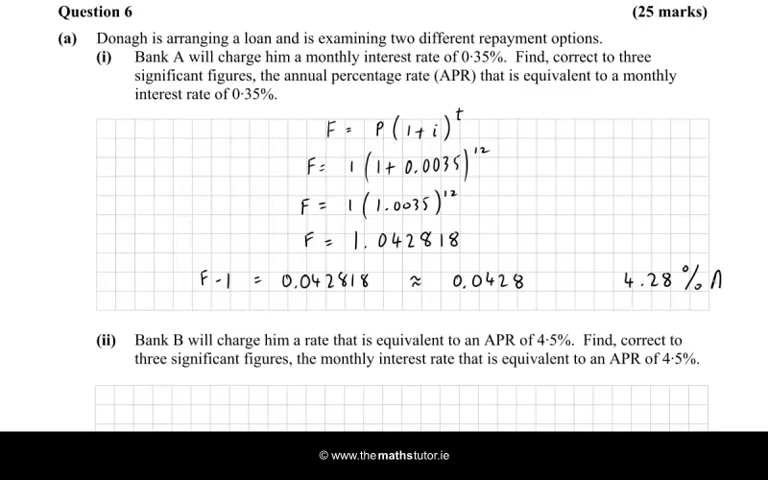 Question 6 (25 marks)
(a) Donagh is arranging a loan and is examining two different repayment options.
(i) Bank A will charge him a monthly interest rate of 0·35%. Find, correct to three
significant figures, the annual percentage rate (APR) that is equivalent to a monthly
interest rate of 0·35%.
F = P(1+i)^t
F = 1(1+0.0035)^12
F = 1(1.0035)^12
F = 1.042818
F-1 = 0.042818 ≈ 0.0428 4.28%
(ii) Bank B will charge him a rate that is equivalent to an APR of 4·5%. Find, correct to
three significant figures, the monthly interest rate that is equivalent to an APR of 4·5%.
© www.themathstutor.ie